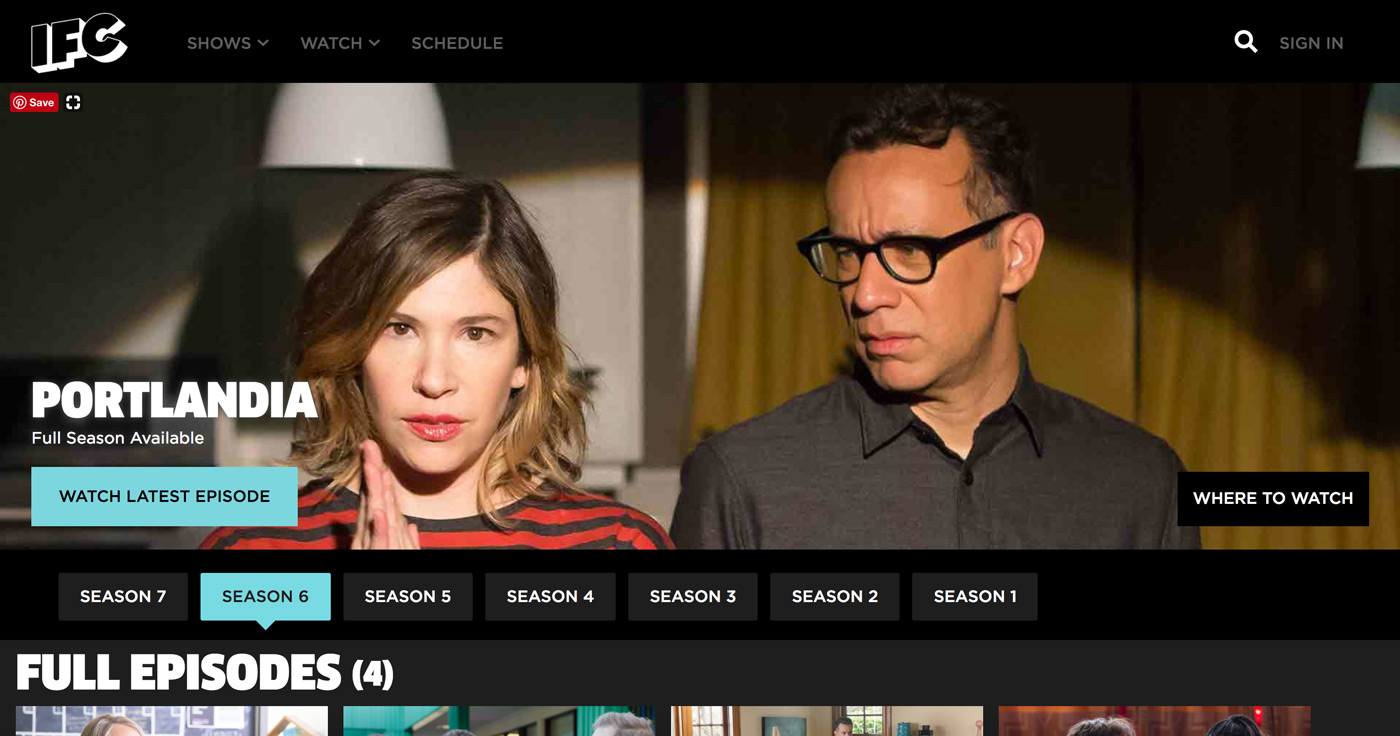 IFC
SHOWS WATCH SCHEDULE
SIGN IN
Save
PORTLANDIA
Full Season Available
WATCH LATEST EPISODE
WHERE TO WATCH
SEASON 7 SEASON 6 SEASON 5 SEASON 4 SEASON 3 SEASON 2 SEASON 1
FULL EPISODES (4)